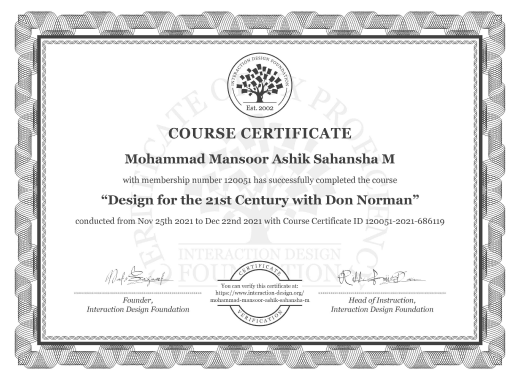 INTERACTION DESIGN FOUNDATION
Est. 2002
COURSE CERTIFICATE
Mohammad Mansoor Ashik Sahansha M
with membership number 120051 has successfully completed the course
“Design for the 21st Century with Don Norman”
conducted from Nov 25th 2021 to Dec 22nd 2021 with Course Certificate ID 120051-2021-686119
INTERACTION DESIGN
FOUNDATION
CERTIFICATE
You can verify this certificate at:
https://www.interaction-design.org/
mohammad-mansoor-ashik-sahansha-m
VERIFICATION
Founder,
Interaction Design Foundation
Head of Instruction,
Interaction Design Foundation